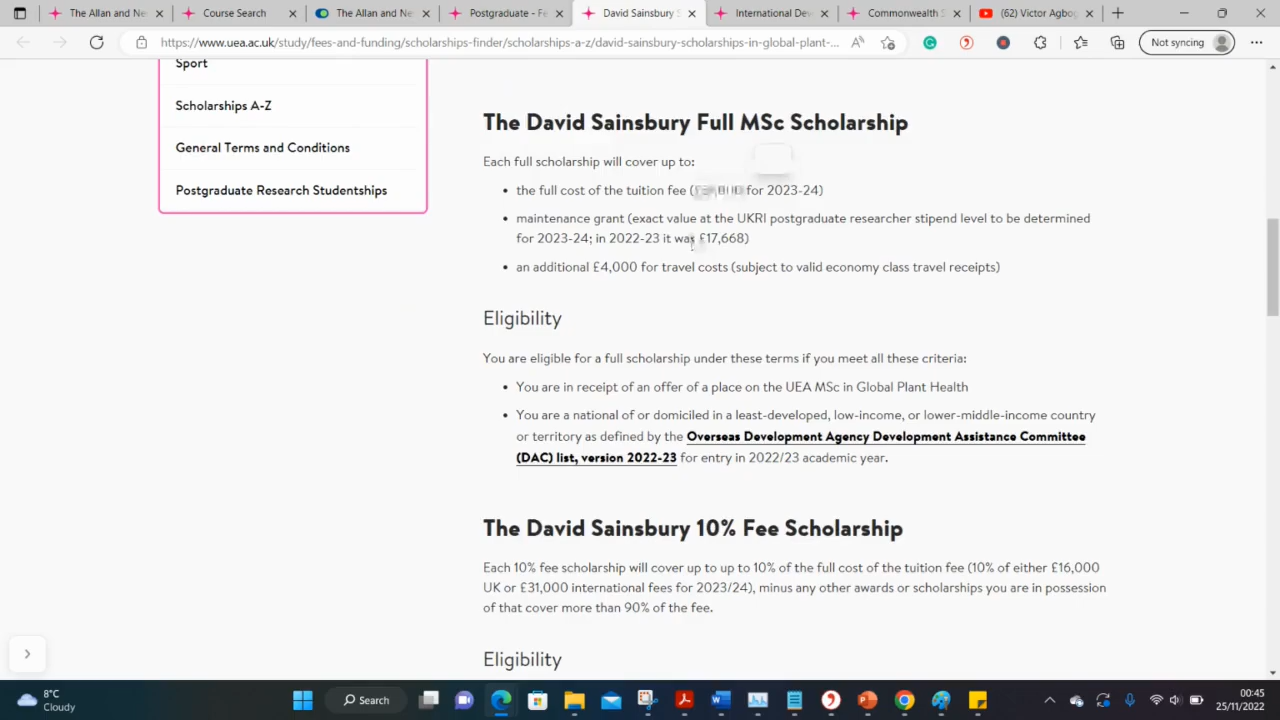 The Allan and Ne
Course Search
The Allan and Ne
Postgraduate - Fe
David Sainsbury S
International Dev
Commonwealth S
(62) Victor Agbo
https://www.uea.ac.uk/study/fees-and-funding/scholarships-finder/scholarships-a-z/david-sainsbury-scholarships-in-global-plant-...
Not syncing
Sport
Scholarships A-Z
General Terms and Conditions
Postgraduate Research Studentships
The David Sainsbury Full MSc Scholarship
Each full scholarship will cover up to:
• the full cost of the tuition fee ( for 2023-24)
• maintenance grant (exact value at the UKRI postgraduate researcher stipend level to be determined
for 2023-24; in 2022-23 it was £17,668)
• an additional £4,000 for travel costs (subject to valid economy class travel receipts)
Eligibility
You are eligible for a full scholarship under these terms if you meet all these criteria:
• You are in receipt of an offer of a place on the UEA MSc in Global Plant Health
• You are a national of or domiciled in a least-developed, low-income, or lower-middle-income country
or territory as defined by the Overseas Development Agency Development Assistance Committee
(DAC) list, version 2022-23 for entry in 2022/23 academic year.
The David Sainsbury 10% Fee Scholarship
Each 10% fee scholarship will cover up to up to 10% of the full cost of the tuition fee (10% of either £16,000
UK or £31,000 international fees for 2023/24), minus any other awards or scholarships you are in possession
of that cover more than 90% of the fee.
Eligibility
8°C
Cloudy
Search
00:45
25/11/2022